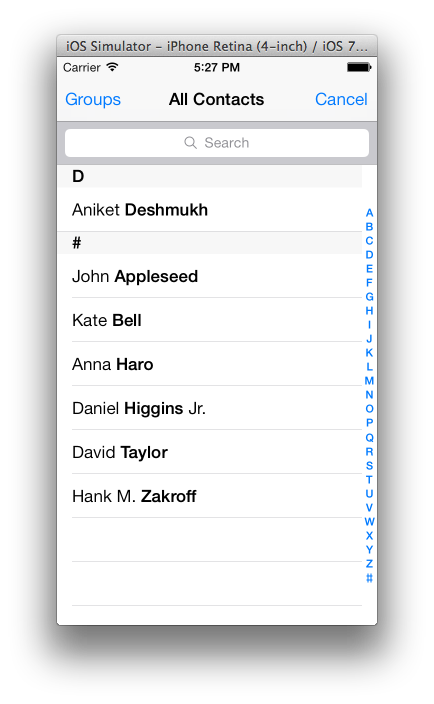 iOS Simulator - iPhone Retina (4-inch) / iOS 7...
Carrier 5:27 PM
Groups All Contacts Cancel
Search
D
Aniket Deshmukh
#
John Appleseed
Kate Bell
Anna Haro
Daniel Higgins Jr.
David Taylor
Hank M. Zakroff
A
B
C
D
E
F
G
H
I
J
K
L
M
N
O
P
Q
R
S
T
U
V
W
X
Y
Z
#